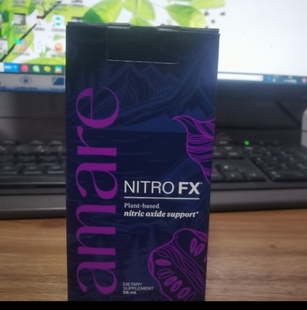 amare
NITRO FX
Plant-based
nitric oxide support*
DIETARY
SUPPLEMENT